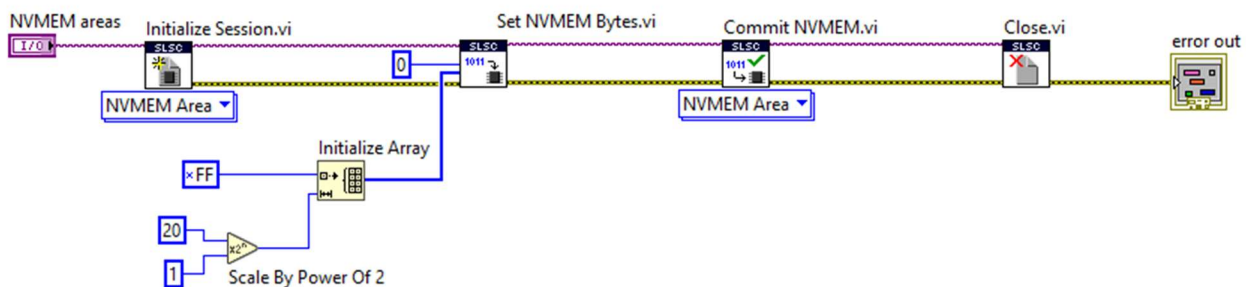 NVMEM areas
I/O
Initialize Session.vi
SLSC
NVMEM Area
Set NVMEM Bytes.vi
SLSC
1011
0
Commit NVMEM.vi
SLSC
1011
NVMEM Area
Close.vi
SLSC
error out
Initialize Array
×FF
20
1
x2ⁿ
Scale By Power Of 2